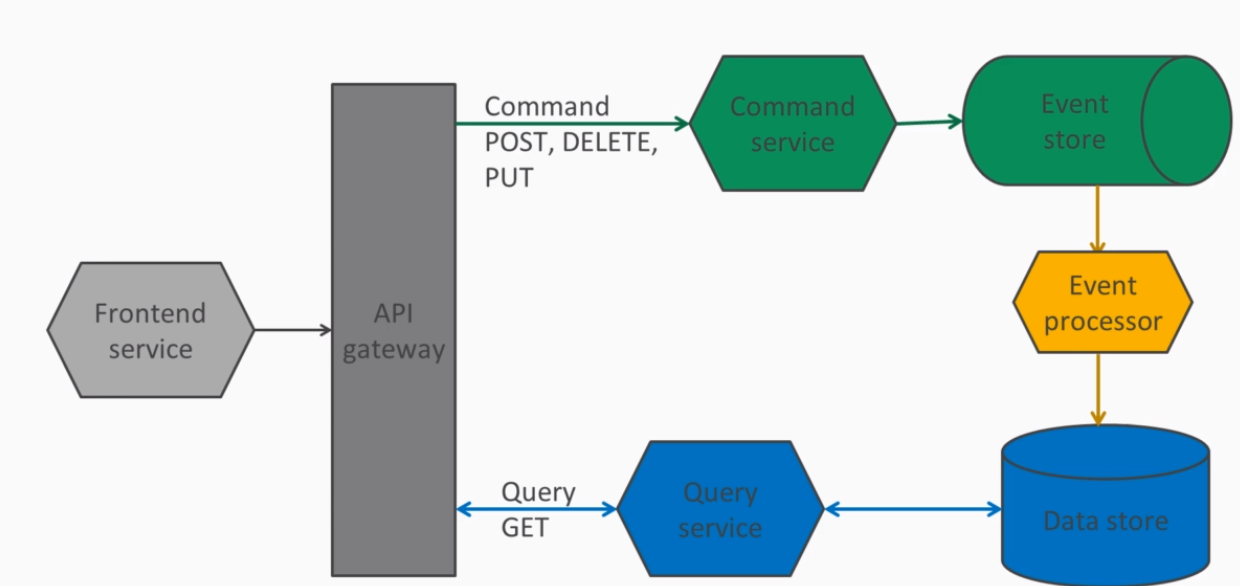 Command
POST, DELETE,
PUT
Command
service
Event
store
Frontend
service
API
gateway
Event
processor
Query
GET
Query
service
Data store